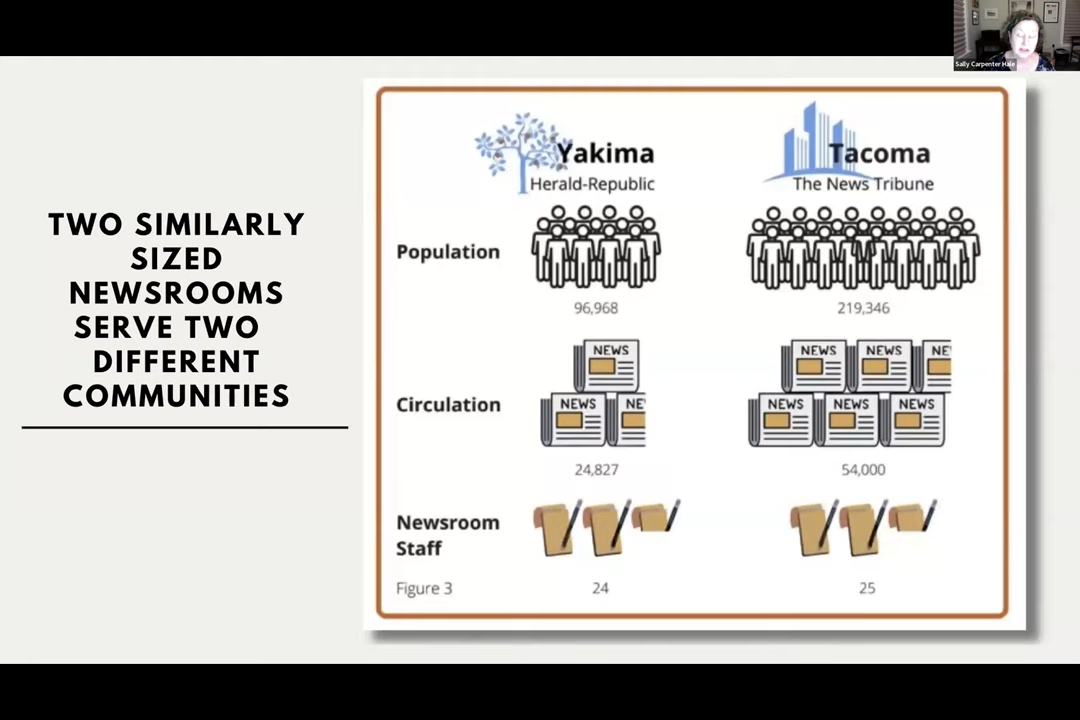 Sally Carpenter Hale
TWO SIMILARLY
SIZED
NEWSROOMS
SERVE TWO
DIFFERENT
COMMUNITIES
Yakima
Herald-Republic
Tacoma
The News Tribune
Population
96,968
219,346
NEWS
NEWS
NEWS
NE
Circulation
NEWS
NE
NEWS
NEWS
NEWS
24,827
54,000
Newsroom
Staff
Figure 3
24
25